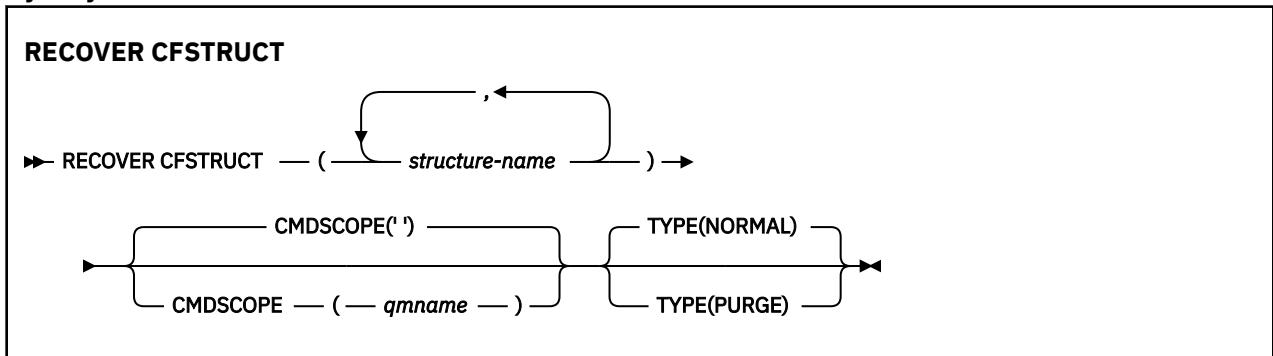 RECOVER CFSTRUCT
,
RECOVER CFSTRUCT ( structure-name )
CMDSCOPE(' ') TYPE(NORMAL)
CMDSCOPE ( qmname ) TYPE(PURGE)